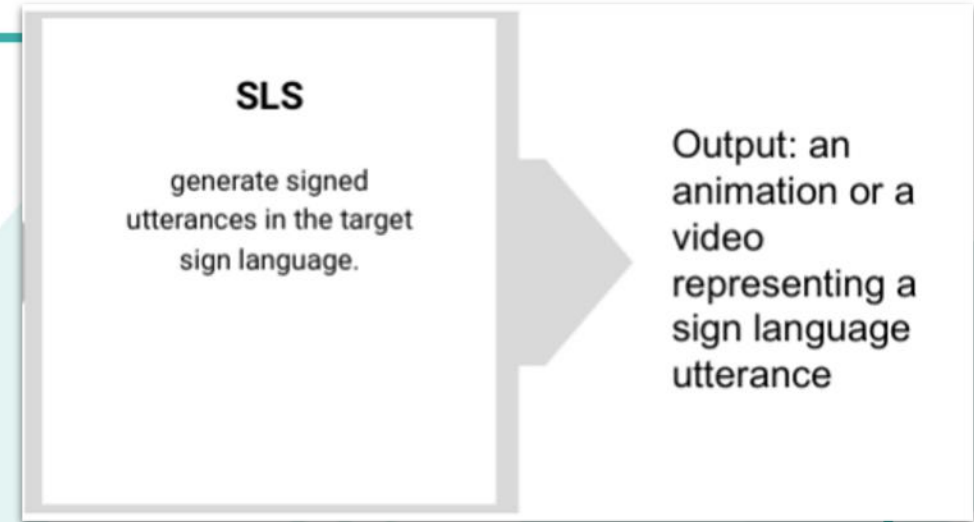 SLS
generate signed
utterances in the target
sign language.
Output: an
animation or a
video
representing a
sign language
utterance